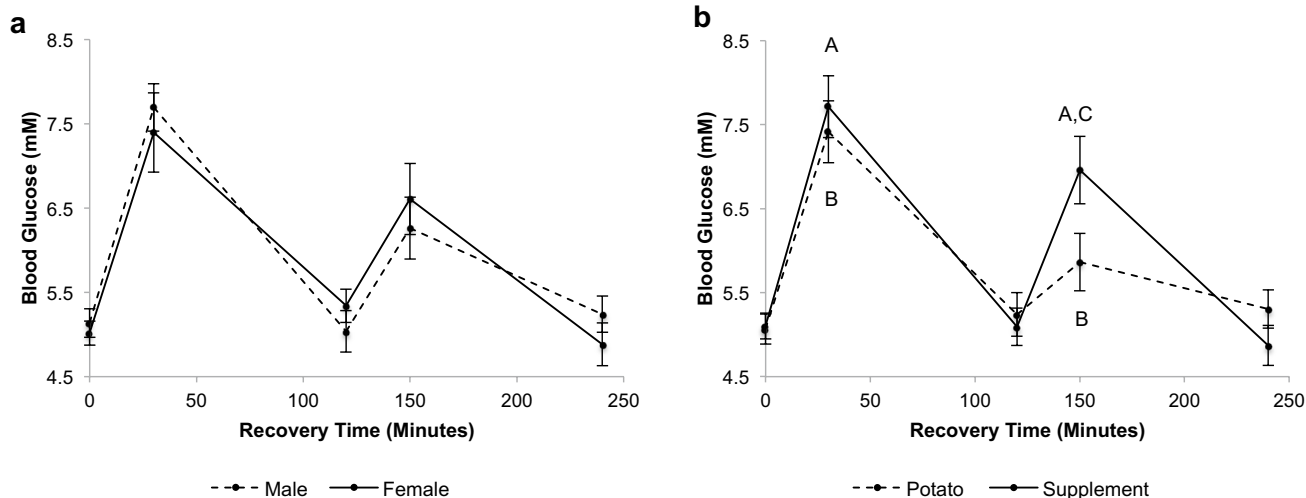 a
8.5
7.5
6.5
5.5
4.5
Blood Glucose (mM)
0
50
100
150
200
250
Recovery Time (Minutes)
Male
Female
b
8.5
7.5
6.5
5.5
4.5
Blood Glucose (mM)
A
B
A,C
B
0
50
100
150
200
250
Recovery Time (Minutes)
Potato
Supplement